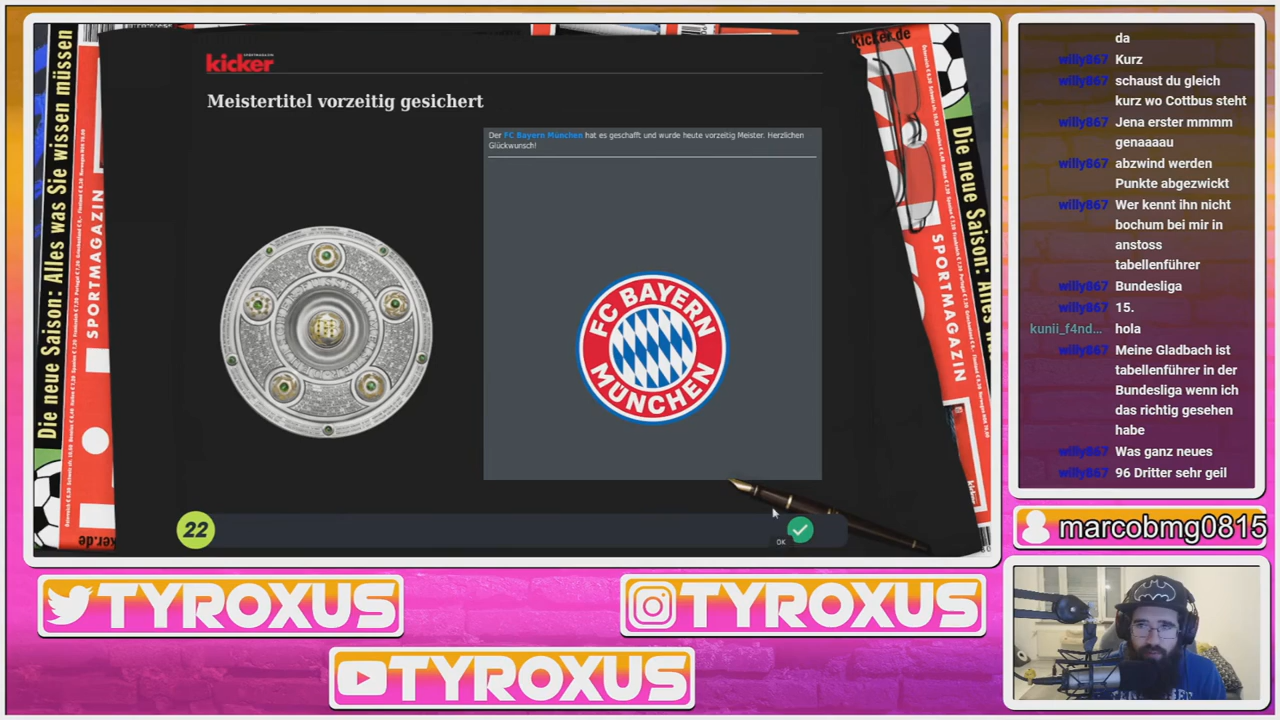 Die neue Saison: Alles was Sie wissen müssen
SPORTMAGAZIN
ker.de
kicker
SPORTMAGAZIN
Meistertitel vorzeitig gesichert
Der FC Bayern München hat es geschafft und wurde heute vorzeitig Meister. Herzlichen
Glückwunsch!
FC BAYERN
MÜNCHEN
22
OK
kicker.de
Die neue Saison: Alles
SPORTMAGAZIN
da
willy867 Kurz
schaust du gleich
kurz wo Cottbus steht
willy867 Jena erster mmmm
genaaaau
willy867 abzwind werden
Punkte abgezwickt
willy867 Wer kennt ihn nicht
bochum bei mir in
anstoss
tabellenführer
willy867 Bundesliga
willy867 15.
kunii_f4nd... hola
willy867 Meine Gladbach ist
tabellenführer in der
Bundesliga wenn ich
das richtig gesehen
habe
willy867 Was ganz neues
willy867 96 Dritter sehr geil
marcobmg0815
TYROXUS
TYROXUS
TYROXUS